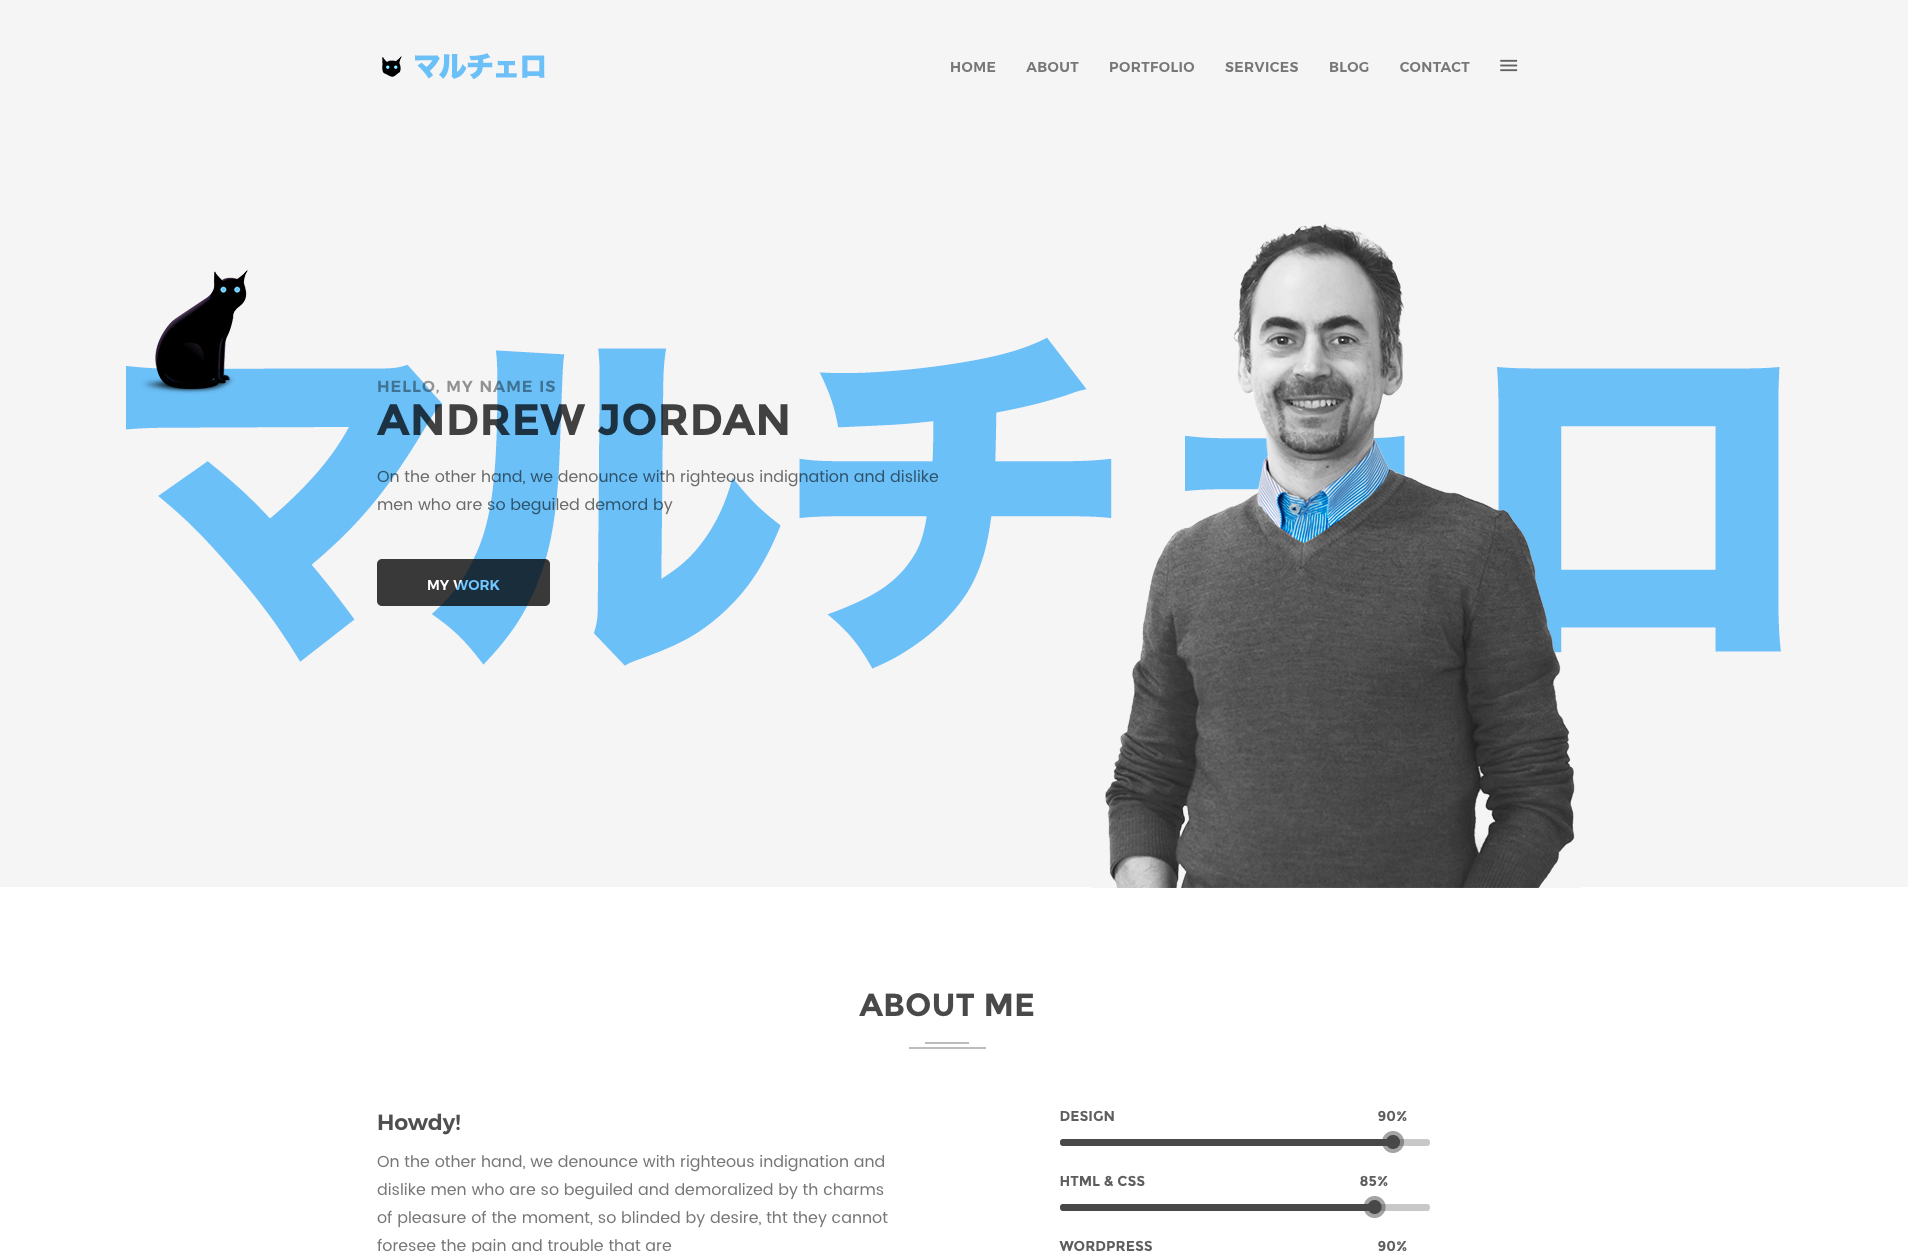 マルチェロ
HOME ABOUT PORTFOLIO SERVICES BLOG CONTACT
マルチェロ
HELLO, MY NAME IS
ANDREW JORDAN
On the other hand, we denounce with righteous indignation and dislike
men who are so beguiled demord by
MY WORK
ABOUT ME
Howdy!
On the other hand, we denounce with righteous indignation and
dislike men who are so beguiled and demoralized by th charms
of pleasure of the moment, so blinded by desire, tht they cannot
foresee the pain and trouble that are
DESIGN 90%
HTML & CSS 85%
WORDPRESS 90%